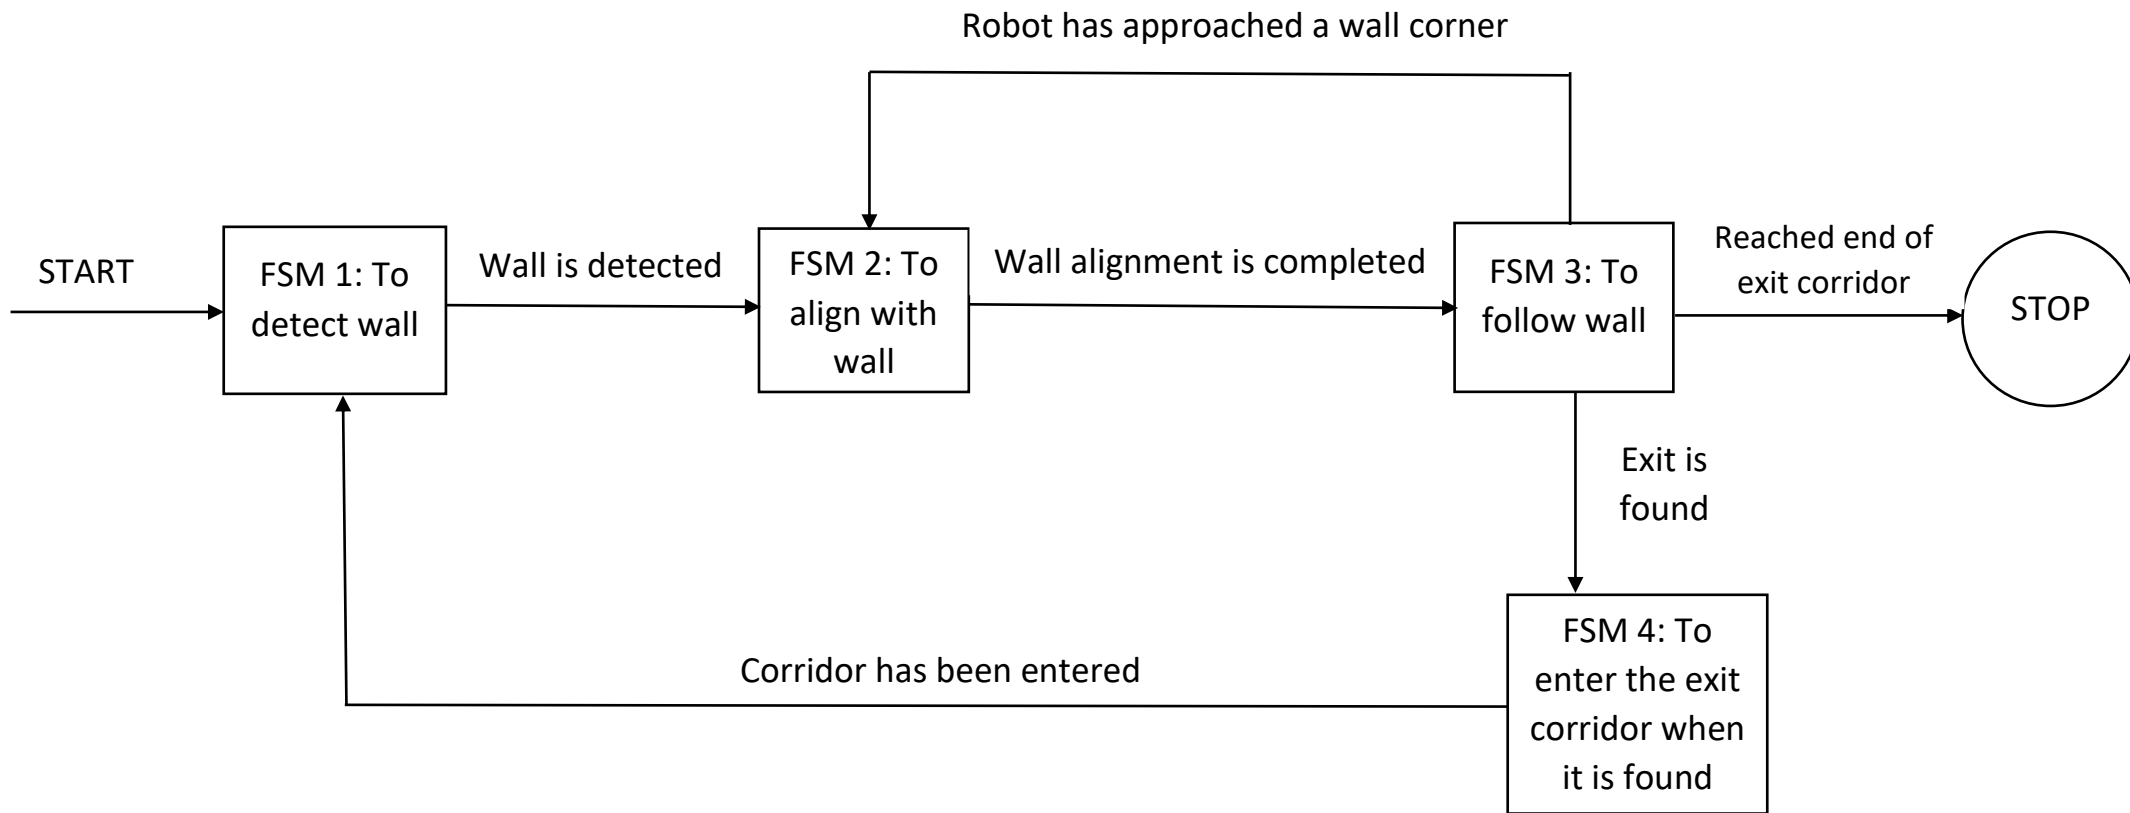 Robot has approached a wall corner
START
FSM 1: To
detect wall
Wall is detected
FSM 2: To
align with
wall
Wall alignment is completed
FSM 3: To
follow wall
Reached end of
exit corridor
STOP
Exit is
found
FSM 4: To
enter the exit
corridor when
it is found
Corridor has been entered